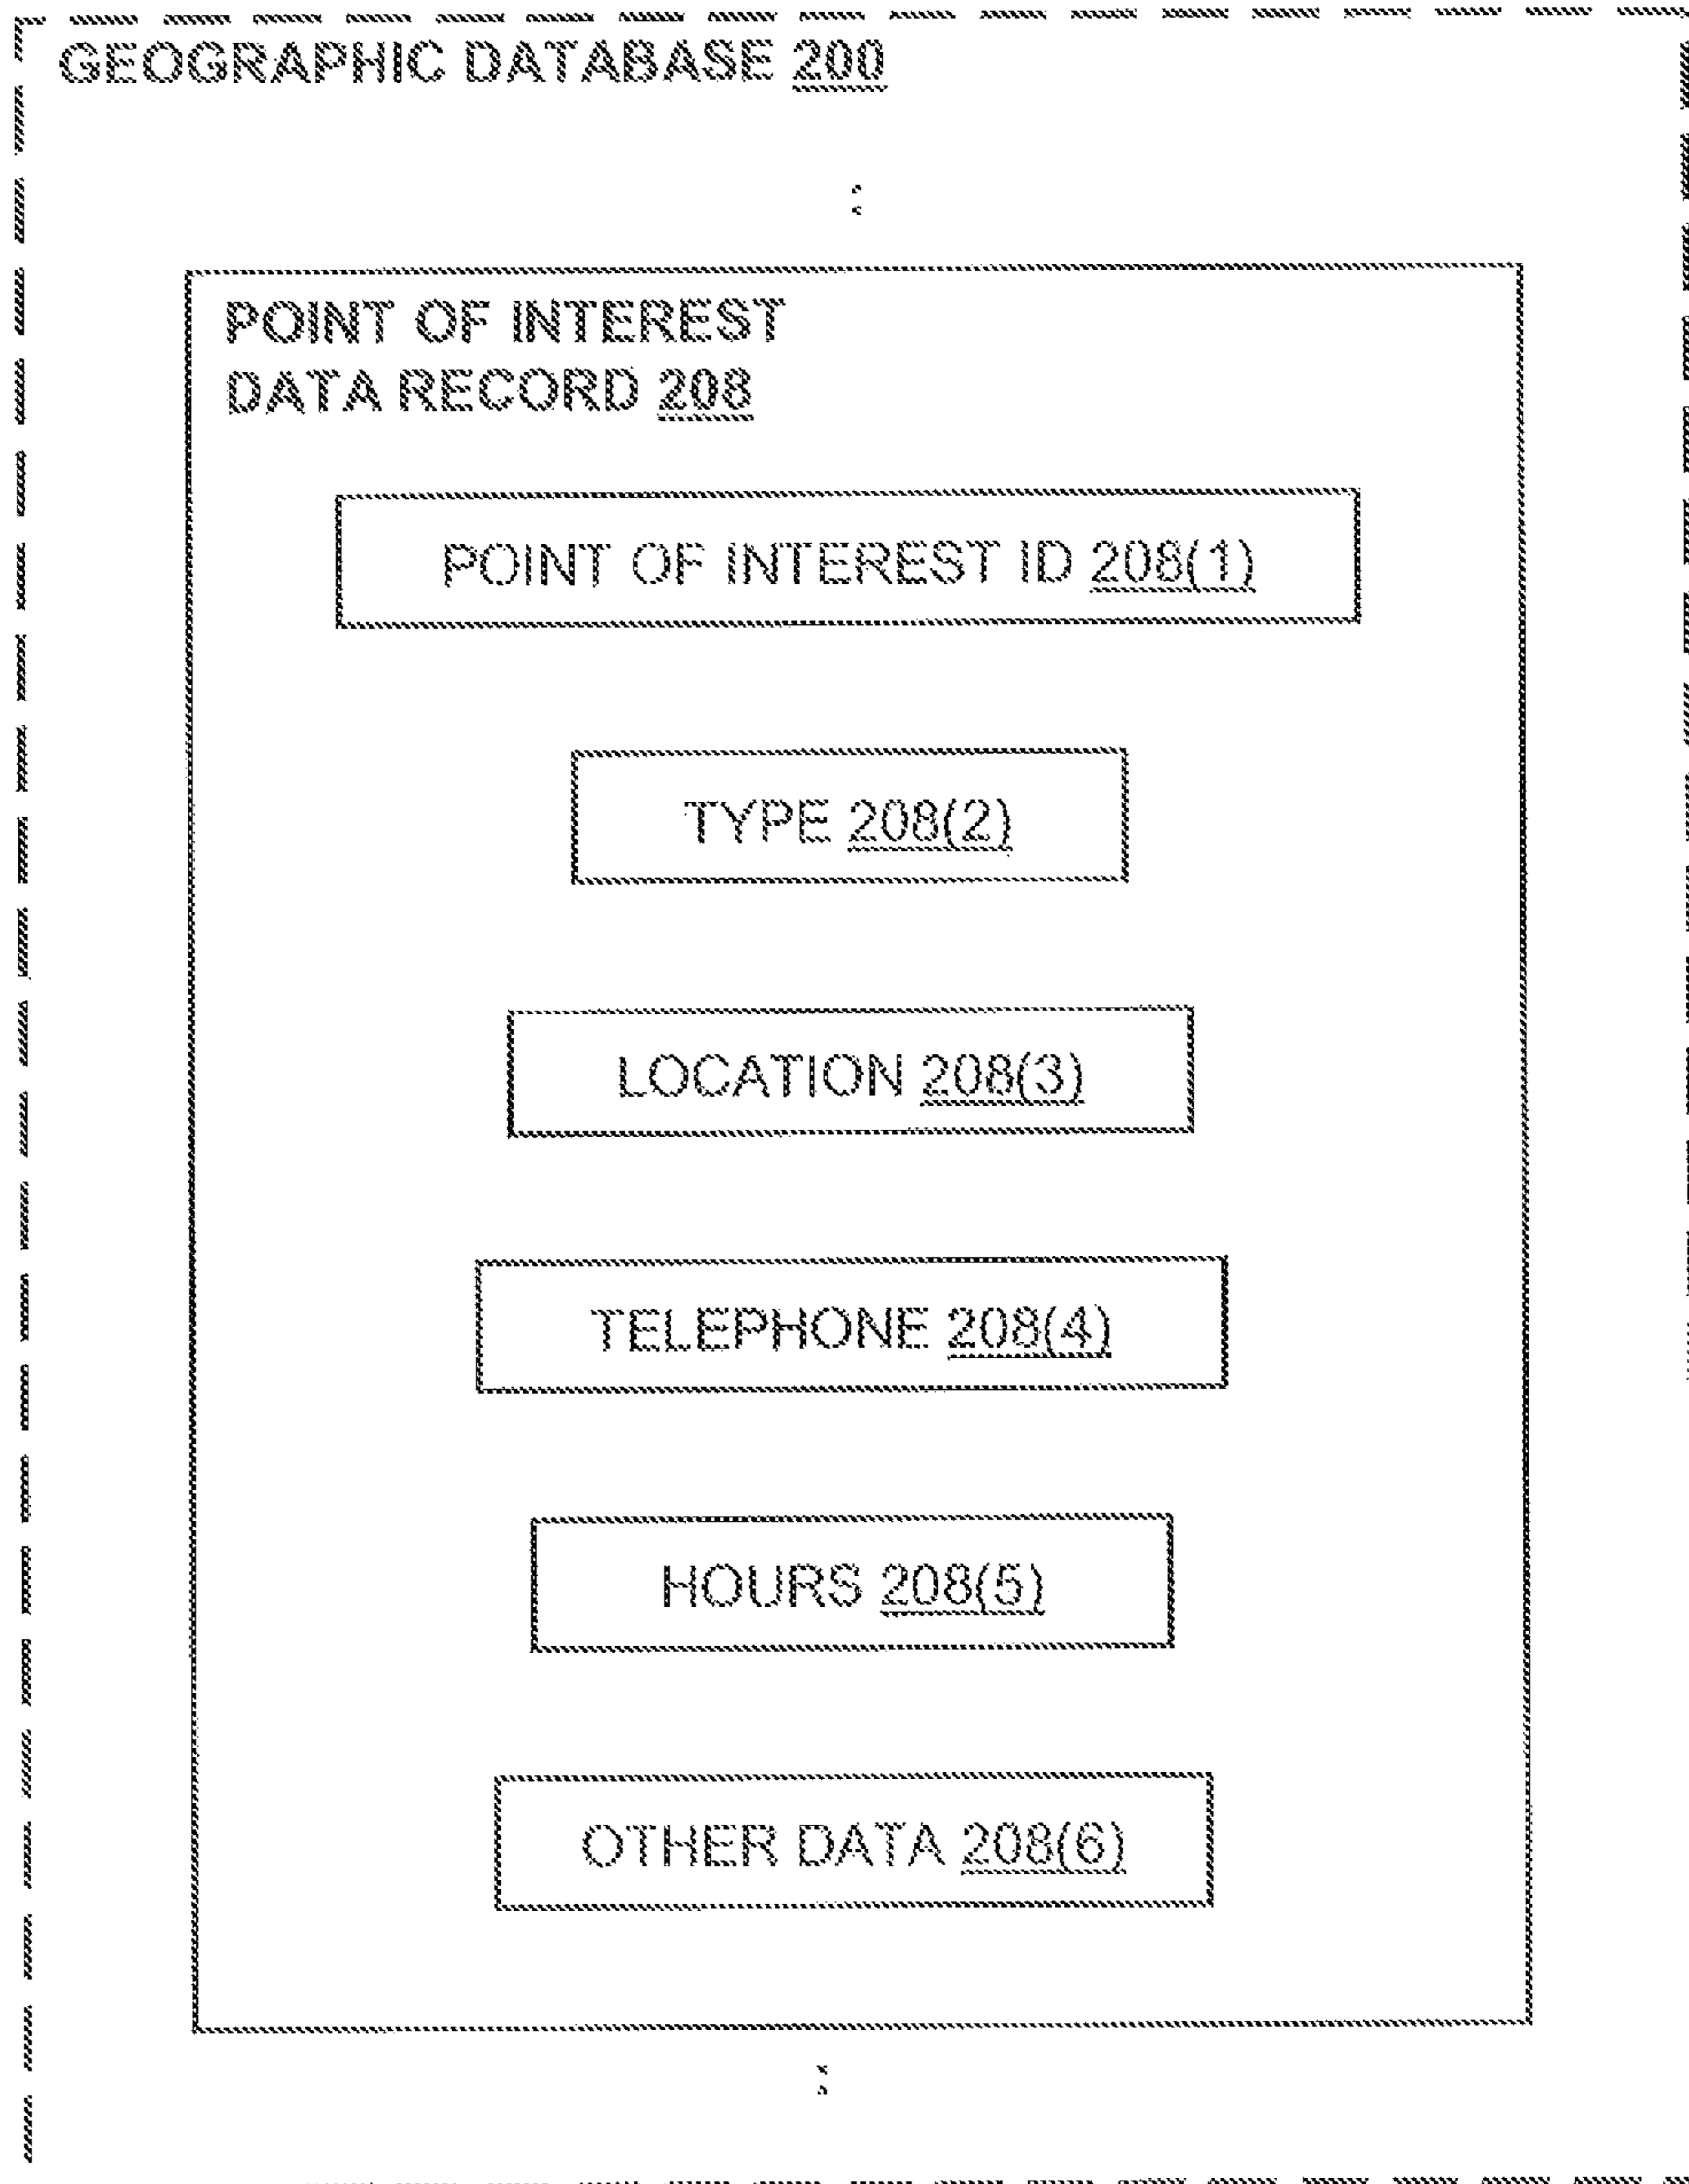 GEOGRAPHIC DATABASE 200
:
POINT OF INTEREST
DATA RECORD 208
POINT OF INTEREST ID 208(1)
TYPE 208(2)
LOCATION 208(3)
TELEPHONE 208(4)
HOURS 208(5)
OTHER DATA 208(6)
: